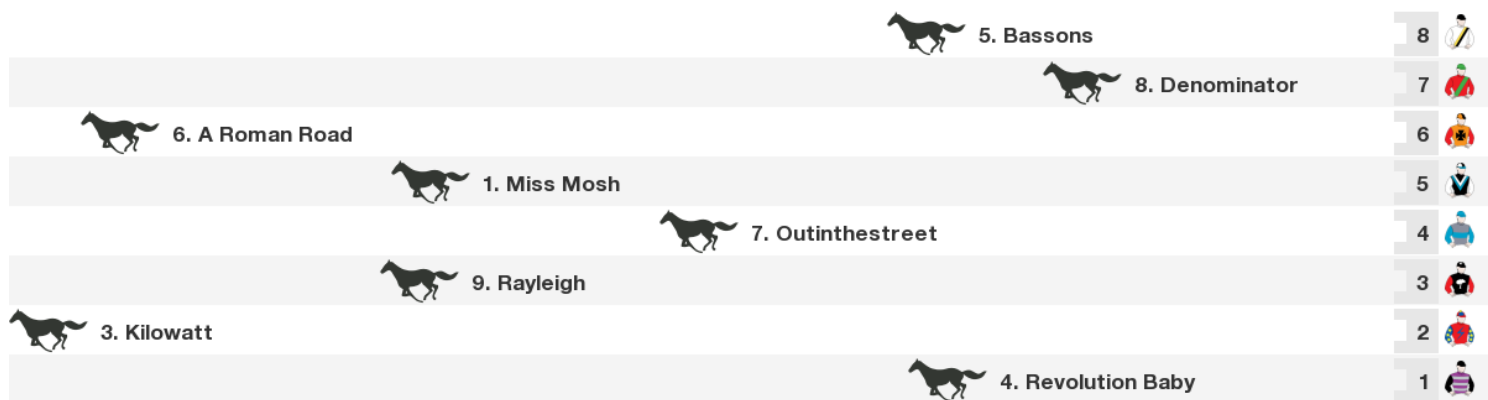 5. Bassons 8
8. Denominator 7
6. A Roman Road 6
1. Miss Mosh 5
7. Outinthestreet 4
9. Rayleigh 3
3. Kilowatt 2
4. Revolution Baby 1